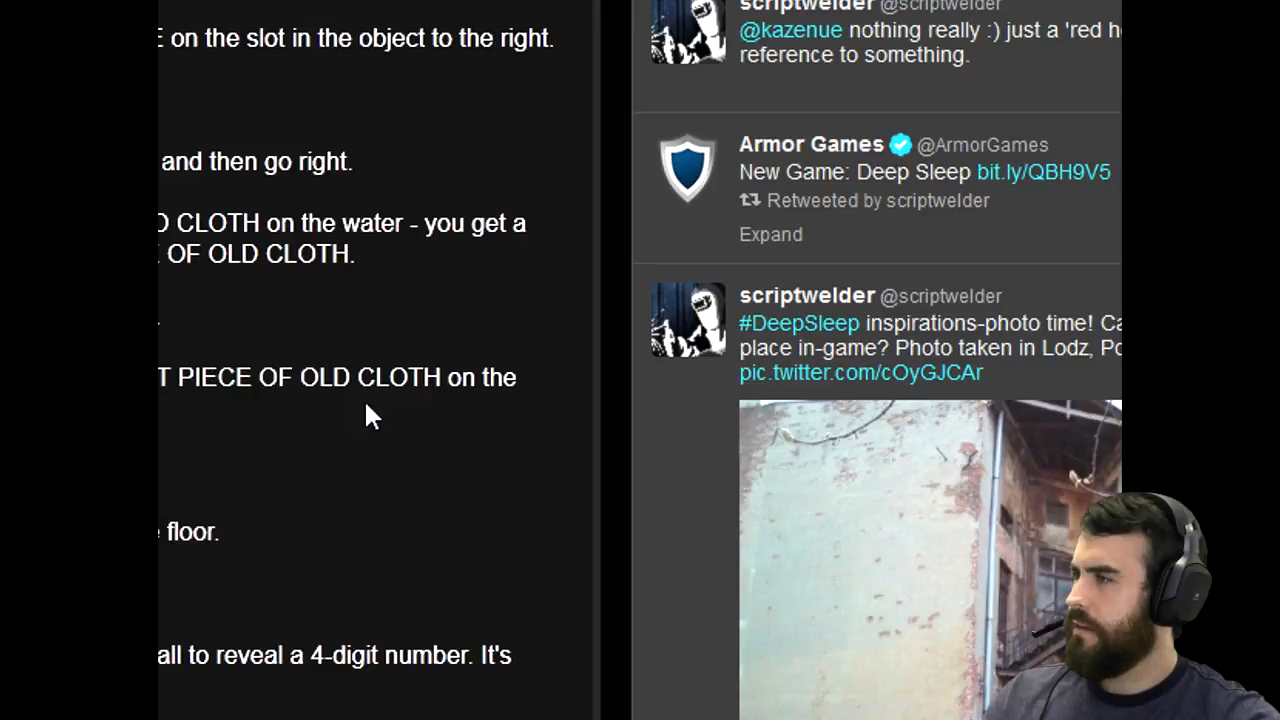 on the slot in the object to the right.
and then go right.
CLOTH on the water - you get a
OF OLD CLOTH.
PIECE OF OLD CLOTH on the
floor.
to reveal a 4-digit number. It's
scriptwelder @scriptwelder
@kazenue nothing really :) just a 'red
reference to something.
Armor Games @ArmorGames
New Game: Deep Sleep bit.ly/QBH9V5
Retweeted by scriptwelder
Expand
scriptwelder @scriptwelder
#DeepSleep inspirations-photo time!
place in-game? Photo taken in Lodz,
pic.twitter.com/cOyGJCAr